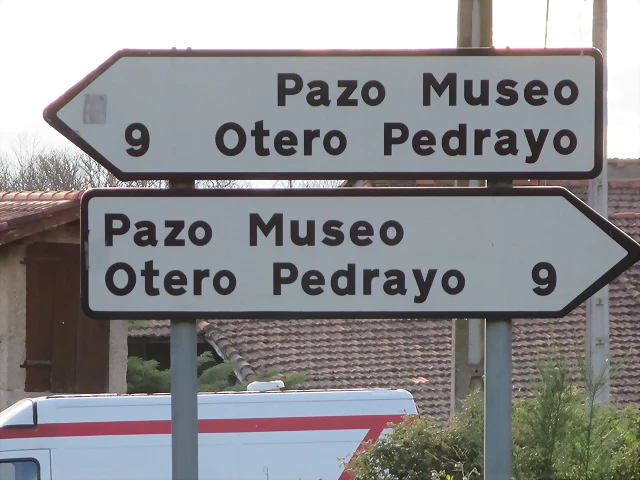 Pazo Museo
9 Otero Pedrayo
Pazo Museo
Otero Pedrayo 9